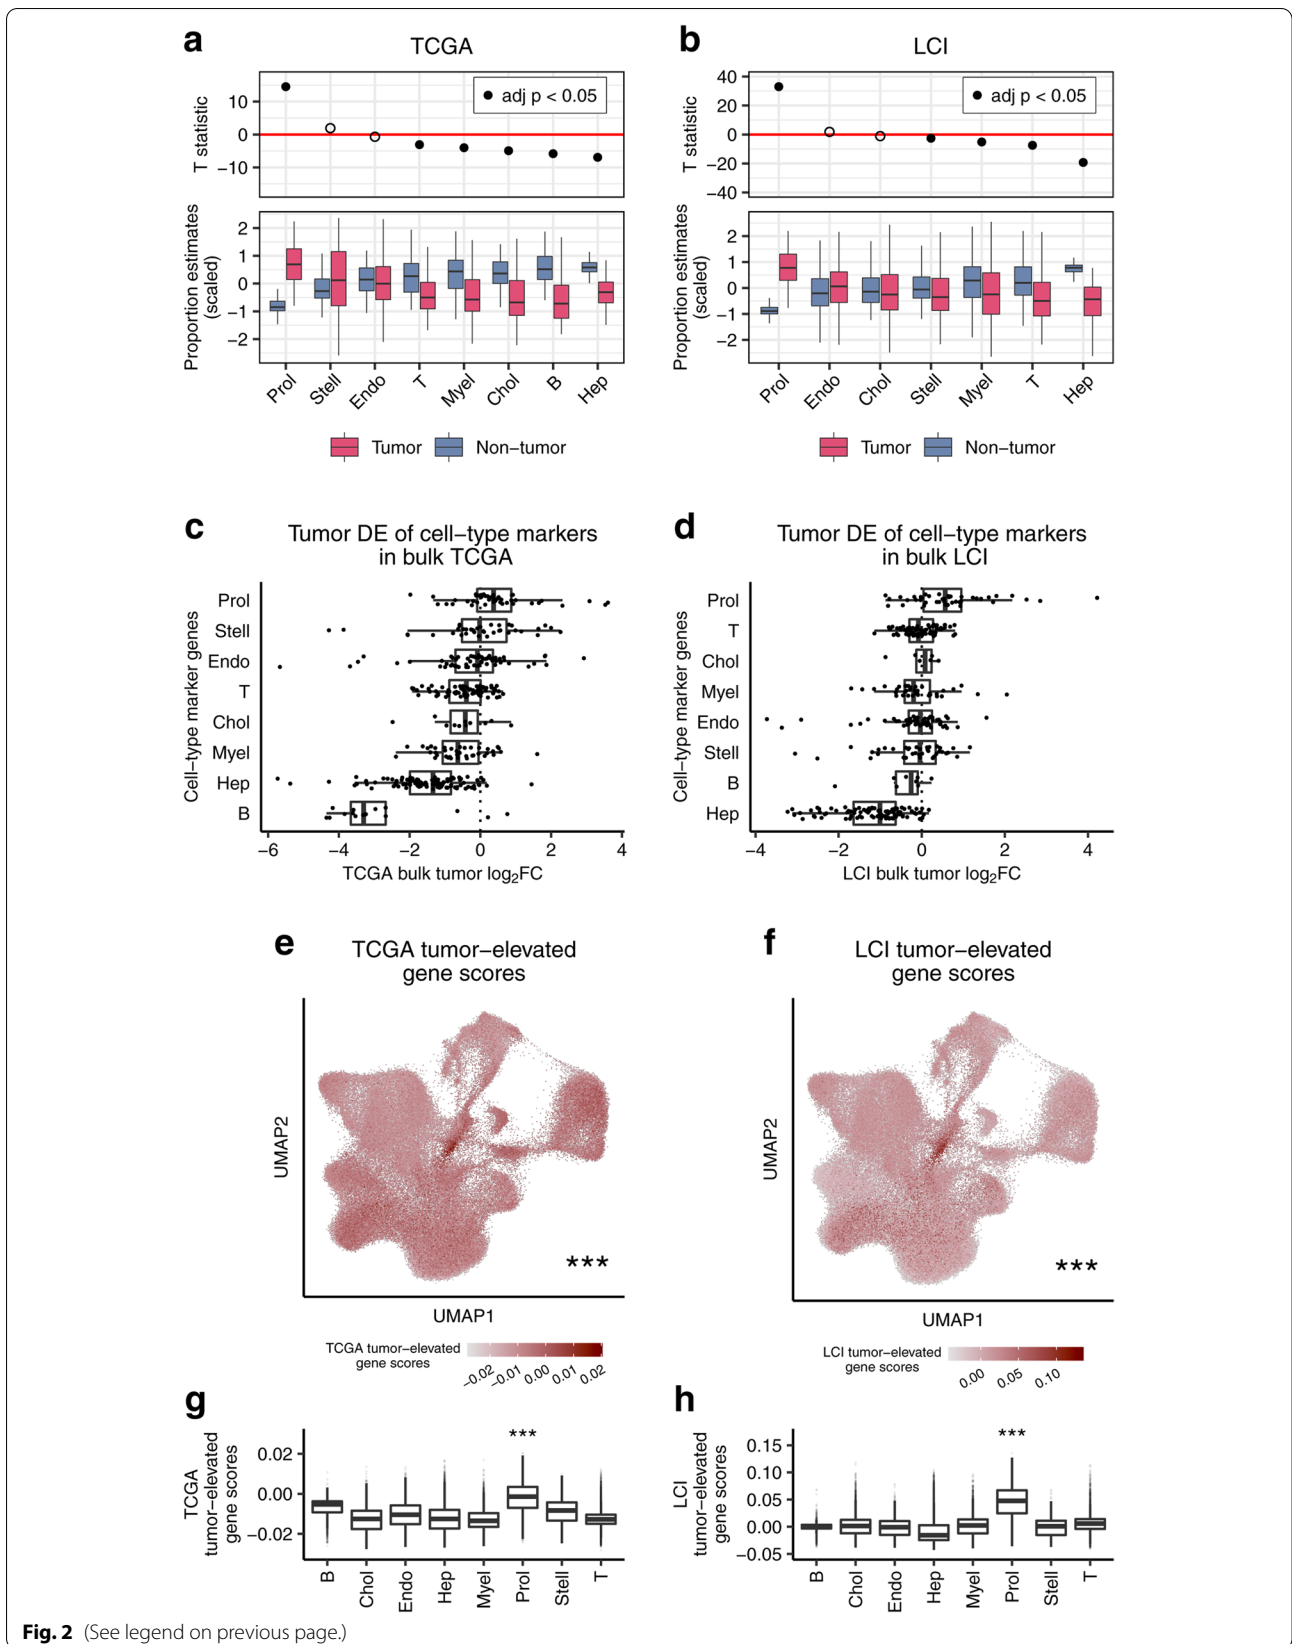 a
TCGA
T statistic
10
0
−10
adj p < 0.05
Proportion estimates
(scaled)
2
1
0
−1
−2
Prol
Stell
Endo
T
Myel
Chol
B
Hep
Tumor
Non−tumor
b
LCI
T statistic
40
20
0
−20
−40
adj p < 0.05
Proportion estimates
(scaled)
2
1
0
−1
−2
Prol
Endo
Chol
Stell
Myel
T
Hep
Tumor
Non−tumor
c
Tumor DE of cell−type markers
in bulk TCGA
Cell−type marker genes
Prol
Stell
Endo
T
Chol
Myel
Hep
B
−6
−4
−2
0
2
4
TCGA bulk tumor log2FC
d
Tumor DE of cell−type markers
in bulk LCI
Cell−type marker genes
Prol
T
Chol
Myel
Endo
Stell
B
Hep
−4
−2
0
2
4
LCI bulk tumor log2FC
e
TCGA tumor−elevated
gene scores
UMAP2
***
UMAP1
TCGA tumor−elevated
gene scores
−0.02
−0.01
0.00
0.01
0.02
f
LCI tumor−elevated
gene scores
UMAP2
***
UMAP1
LCI tumor−elevated
gene scores
0.00
0.05
0.10
g
TCGA
tumor−elevated
gene scores
0.02
0.00
−0.02
***
B
Chol
Endo
Hep
Myel
Prol
Stell
T
h
LCI
tumor−elevated
gene scores
0.15
0.10
0.05
0.00
−0.05
***
B
Chol
Endo
Hep
Myel
Prol
Stell
T
Fig. 2 (See legend on previous page.)